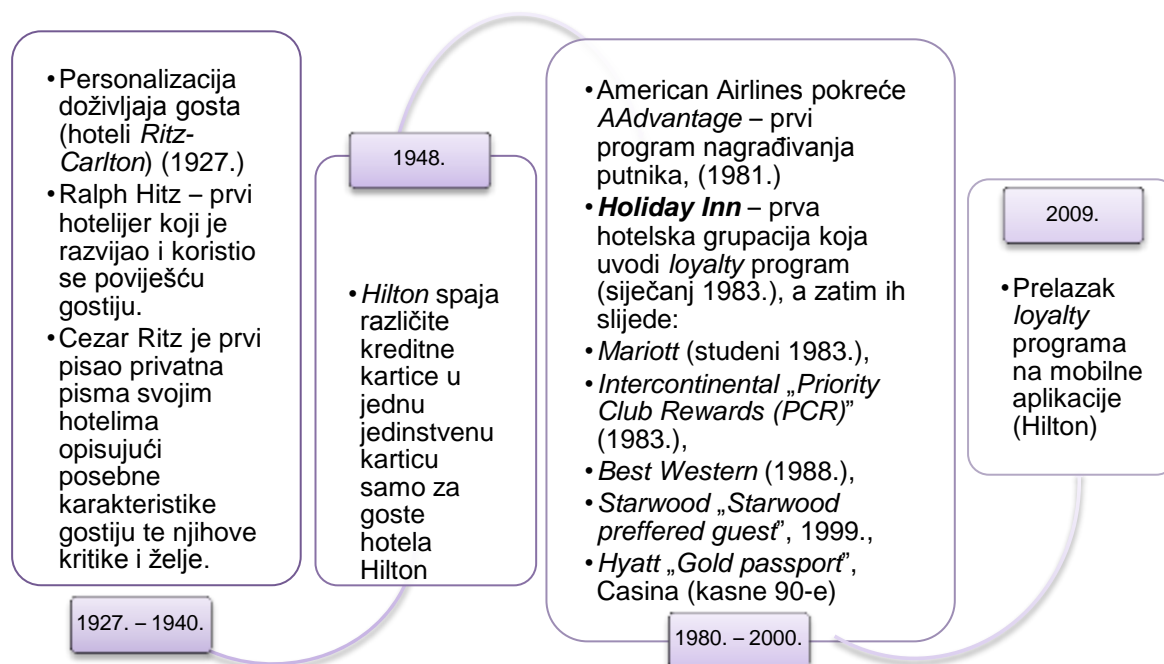 • Personalizacija
doživljaja gosta
(hoteli Ritz-
Carlton) (1927.)
• Ralph Hitz – prvi
hotelijer koji je
razvijao i koristio
se poviješću
gostiju.
• Cezar Ritz je prvi
pisao privatna
pisma svojim
hotelima
opisujući
posebne
karakteristike
gostiju te njihove
kritike i želje.
1927. – 1940.
1948.
• Hilton spaja
različite
kreditne
kartice u
jednu
jedinstvenu
karticu
samo za
goste
hotela
Hilton
• American Airlines pokreće
AAdvantage – prvi
program nagrađivanja
putnika, (1981.)
• Holiday Inn – prva
hotelska grupacija koja
uvodi loyalty program
(siječanj 1983.), a zatim ih
slijede:
• Mariott (studeni 1983.),
• Intercontinental „Priority
Club Rewards (PCR)” 
(1983.),
• Best Western (1988.),
• Starwood „Starwood
preffered guest”, 1999.,
• Hyatt „Gold passport”,
Casina (kasne 90-e)
1980. – 2000.
2009.
• Prelazak
loyalty
programa
na mobilne
aplikacije
(Hilton)